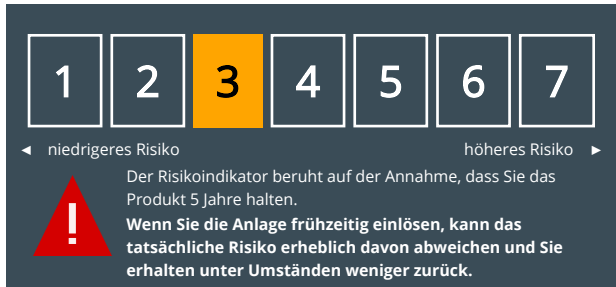 1 2 3 4 5 6 7
◄ niedrigeres Risiko höheres Risiko ►
Der Risikoindikator beruht auf der Annahme, dass Sie das
Produkt 5 Jahre halten.
Wenn Sie die Anlage frühzeitig einlösen, kann das
tatsächliche Risiko erheblich davon abweichen und Sie
erhalten unter Umständen weniger zurück.
!